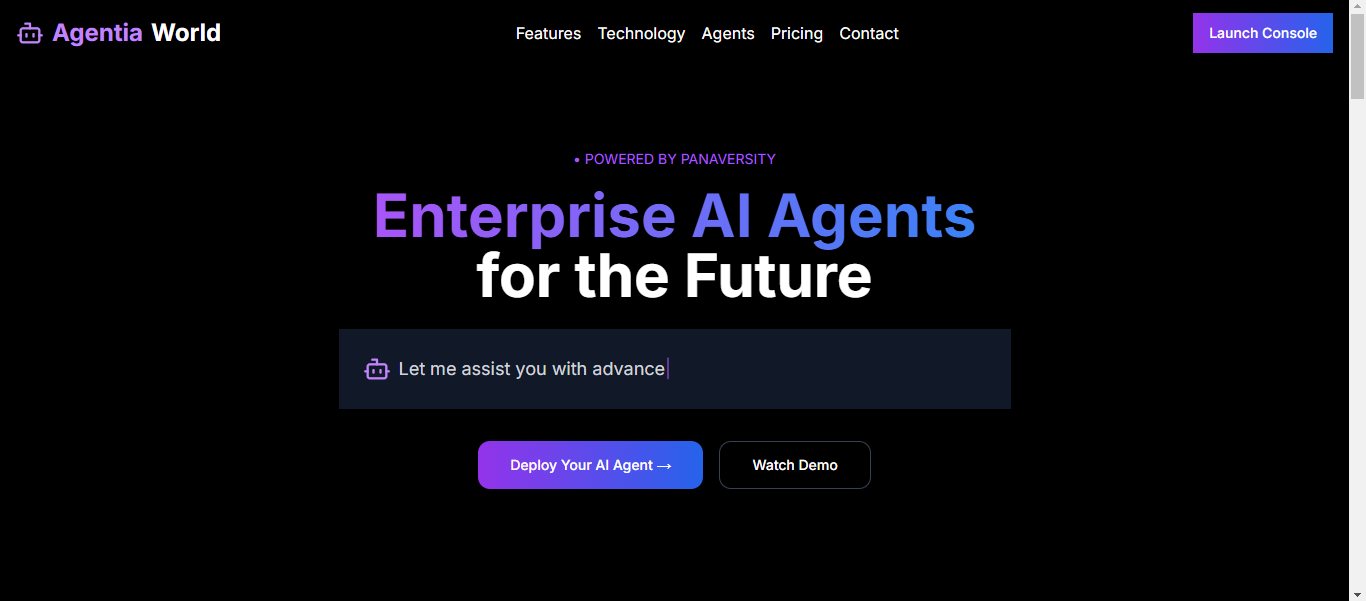 Agentia World
Features Technology Agents Pricing Contact
Launch Console
• POWERED BY PANAVERSITY
Enterprise AI Agents
for the Future
Let me assist you with advance
Deploy Your AI Agent →
Watch Demo